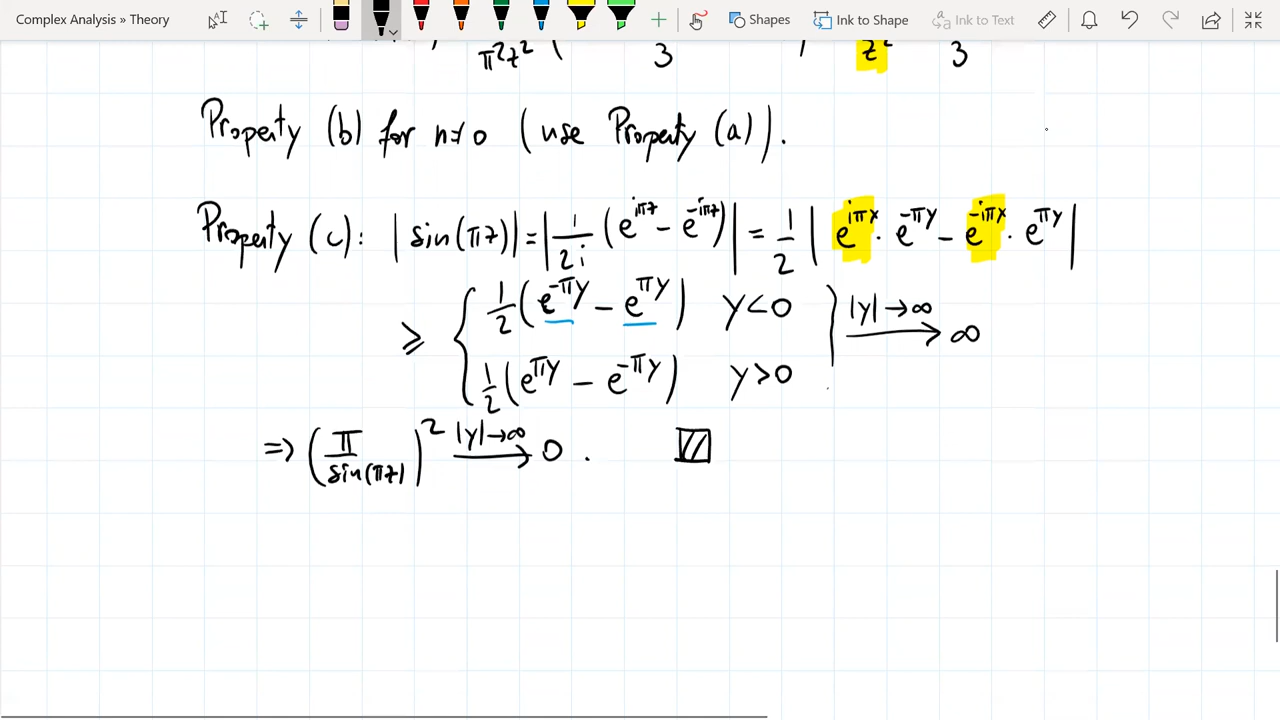 Complex Analysis » Theory
Shapes
Ink to Shape
Ink to Text
π²z² ( 3 z² 3
Property (b) for n≠0 (use Property (a)).
Property (c): |sin(πz)| = |1/2i (e^{iπz} − e^{−iπz})| = 1/2 |e^{iπx} · e^{−πy} − e^{−iπx} · e^{πy}|
≥ { 1/2 (e^{−πy} − e^{πy}) y<0 } |y|→∞ ⟶ ∞
1/2 (e^{πy} − e^{−πy}) y>0
=> (π / sin(πz))² |y|→∞ ⟶ 0 .